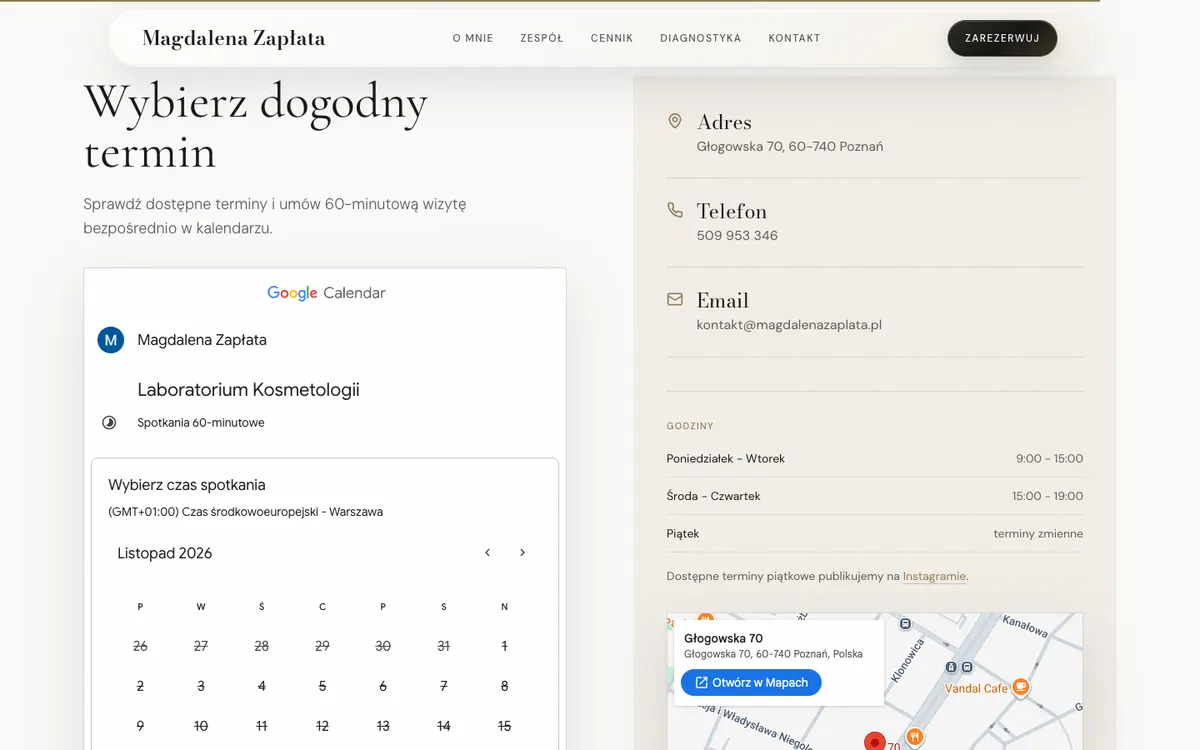 Magdalena Zapłata
O MNIE
ZESPÓŁ
CENNIK
DIAGNOSTYKA
KONTAKT
ZAREZERWUJ
Wybierz dogodny
termin
Sprawdź dostępne terminy i umów 60-minutową wizytę
bezpośrednio w kalendarzu.
Google Calendar
M
Magdalena Zapłata
Laboratorium Kosmetologii
Spotkania 60-minutowe
Wybierz czas spotkania
(GMT+01:00) Czas środkowoeuropejski - Warszawa
Listopad 2026
P W Ś C P S N
26 27 28 29 30 31 1
2 3 4 5 6 7 8
9 10 11 12 13 14 15
Adres
Głogowska 70, 60-740 Poznań
Telefon
509 953 346
Email
kontakt@magdalenazaplata.pl
GODZINY
Poniedziałek – Wtorek 9:00 – 15:00
Środa – Czwartek 15:00 – 19:00
Piątek terminy zmienne
Dostępne terminy piątkowe publikujemy na Instagramie.
Głogowska 70
Głogowska 70, 60-740 Poznań, Polska
Otwórz w Mapach
Kanałowa
Klonowica
Vandal Cafe
i Władysława Niegole
70